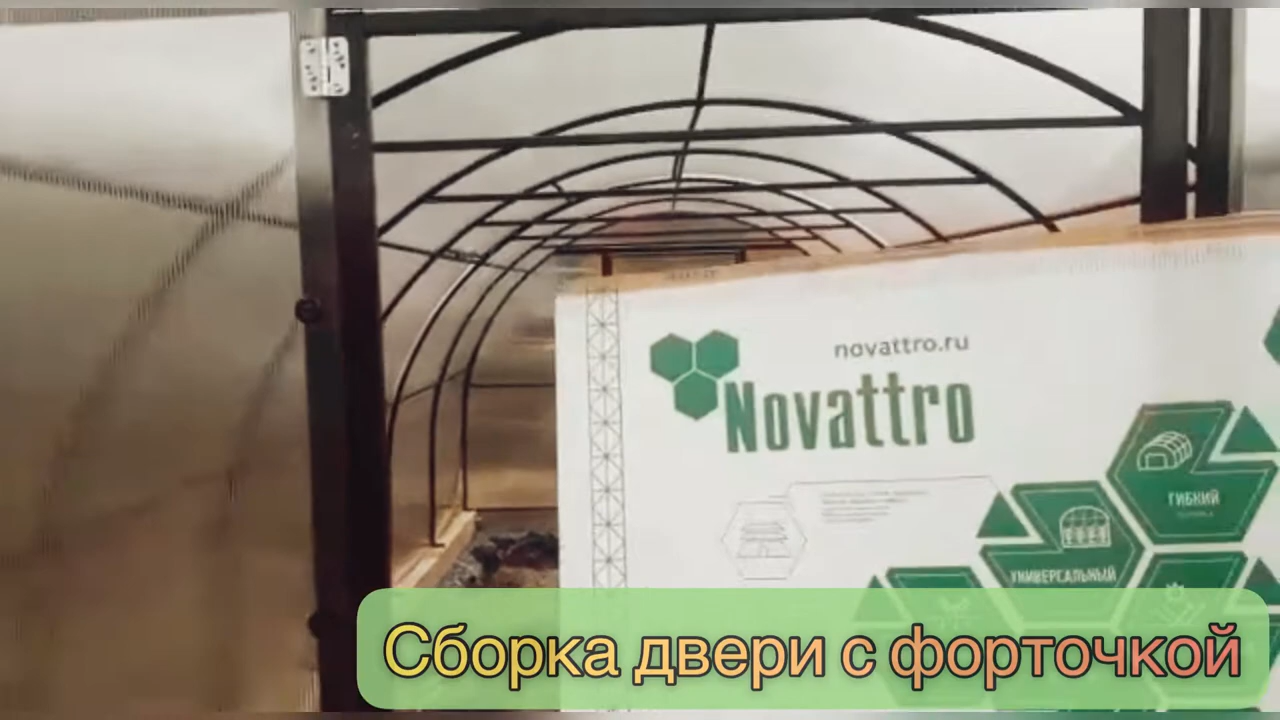 novattro.ru
Novattro
ГИБКИЙ
УНИВЕРСАЛЬНЫЙ
Сборка двери с форточкой